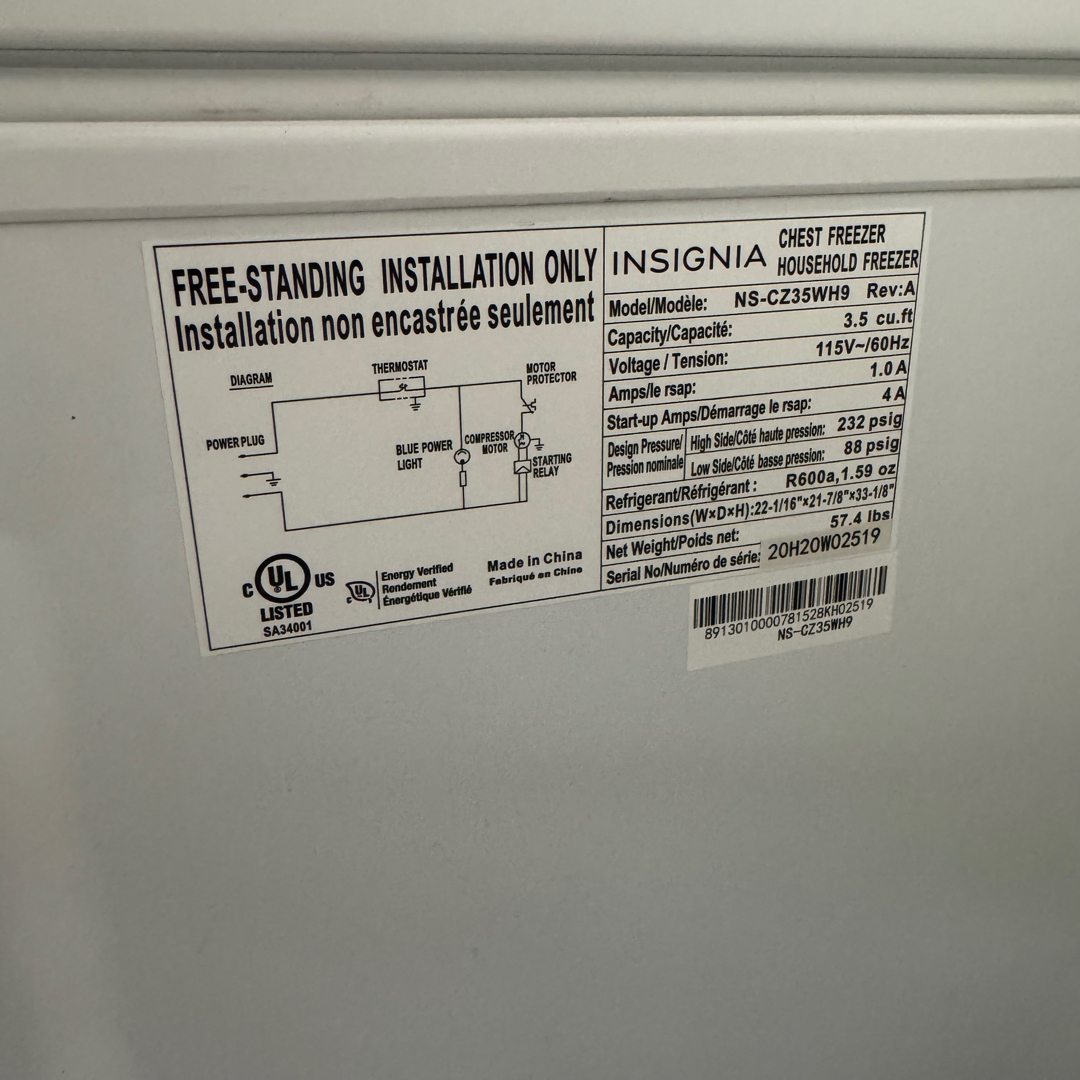 FREE-STANDING INSTALLATION ONLY
Installation non encastrée seulement
DIAGRAM
THERMOSTAT
MOTOR
PROTECTOR
POWER PLUG
BLUE POWER
LIGHT
COMPRESSOR
MOTOR
M
STARTING
RELAY
C UL US
LISTED
SA34001
C UL
Energy Verified
Rendement
Énergétique Vérifié
Made in China
Fabriqué en Chine
INSIGNIA
CHEST FREEZER
HOUSEHOLD FREEZER
Model/Modèle: NS-CZ35WH9 Rev:A
Capacity/Capacité: 3.5 cu.ft
Voltage / Tension: 115V~/60Hz
Amps/le rsap: 1.0 A
Start-up Amps/Démarrage le rsap: 4 A
Design Pressure/
Pression nominale
High Side/Côté haute pression: 232 psig
Low Side/Côté basse pression: 88 psig
Refrigerant/Réfrigérant : R600a,1.59 oz
Dimensions(W×D×H):22-1/16"×21-7/8"×33-1/8"
Net Weight/Poids net: 57.4 lbs
Serial No/Numéro de série: 20H20W02519
8913010000781528KH02519
NS-CZ35WH9